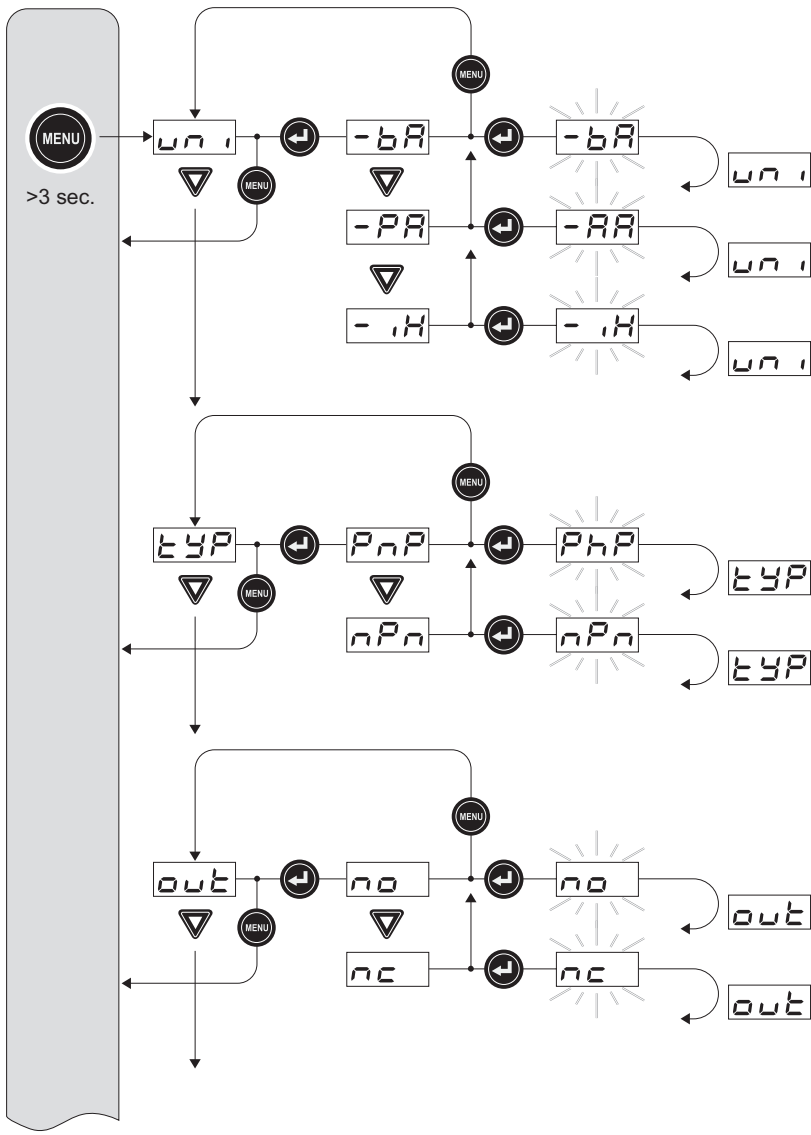 MENU
MENU
>3 sec.
uni
-bA
-bA
uni
MENU
-PA
-AA
uni
-iH
-iH
uni
MENU
tYP
PnP
PhP
tYP
MENU
nPn
nPn
tYP
MENU
out
no
no
out
MENU
nc
nc
out